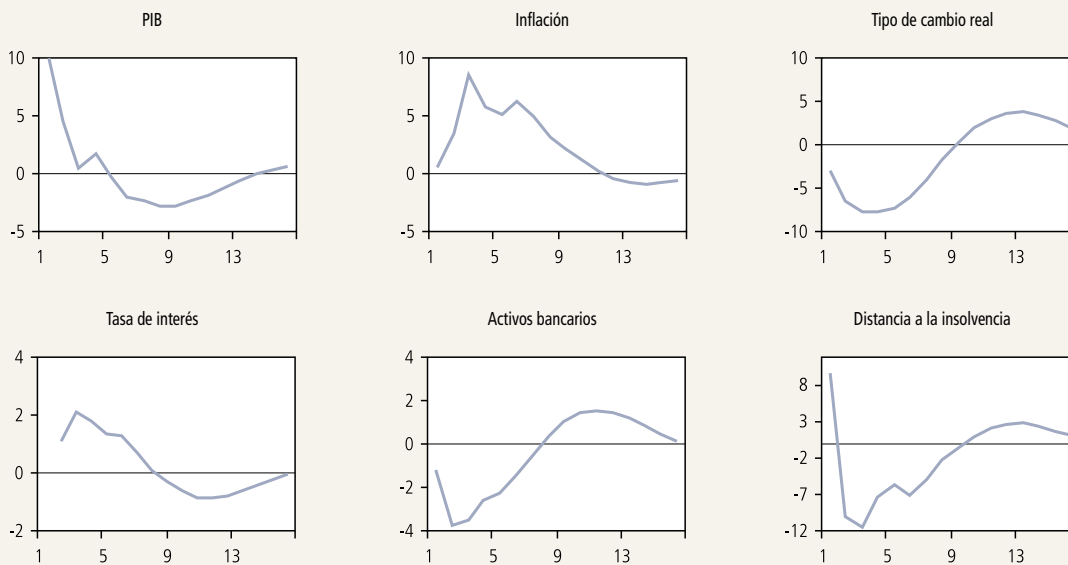 PIB
10
5
0
-5
1 5 9 13
Inflación
10
5
0
-5
1 5 9 13
Tipo de cambio real
10
5
0
-5
-10
1 5 9 13
Tasa de interés
4
2
0
-2
1 5 9 13
Activos bancarios
4
2
0
-2
-4
1 5 9 13
Distancia a la insolvencia
8
3
-2
-7
-12
1 5 9 13